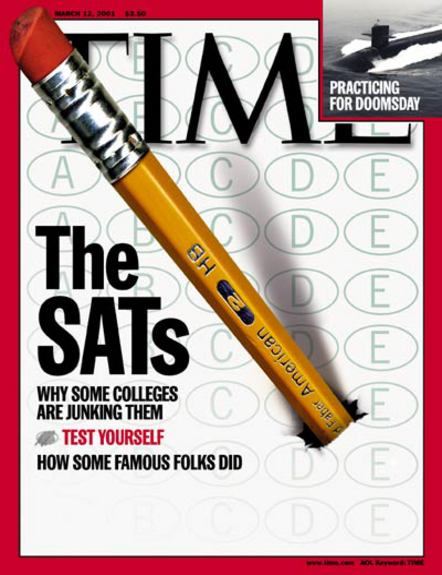 MARCH 12, 2001 $3.50
TIME
PRACTICING
FOR DOOMSDAY
A C D E
A B C D E
The
D E
SATs
D E
HB 2 American Faber
WHY SOME COLLEGES
ARE JUNKING THEM
C D E
TEST YOURSELF
HOW SOME FAMOUS FOLKS DID
C D E
D E
www.time.com AOL Keyword: TIME